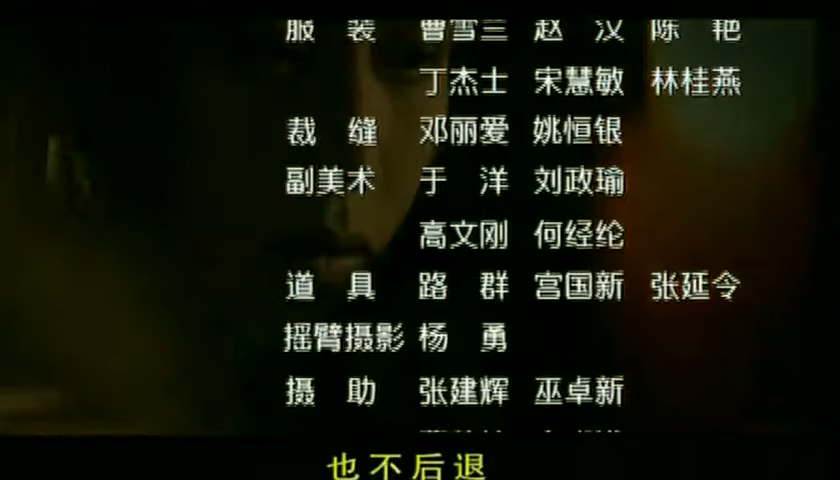 服 装 曹雪兰 赵 汉 陈 艳
丁杰士 宋慧敏 林桂燕
裁 缝 邓丽爱 姚恒银
副美术 于 洋 刘政瑜
高文刚 何经纶
道 具 路 群 宫国新 张延令
摇臂摄影 杨 勇
摄 助 张建辉 巫卓新
也不后退